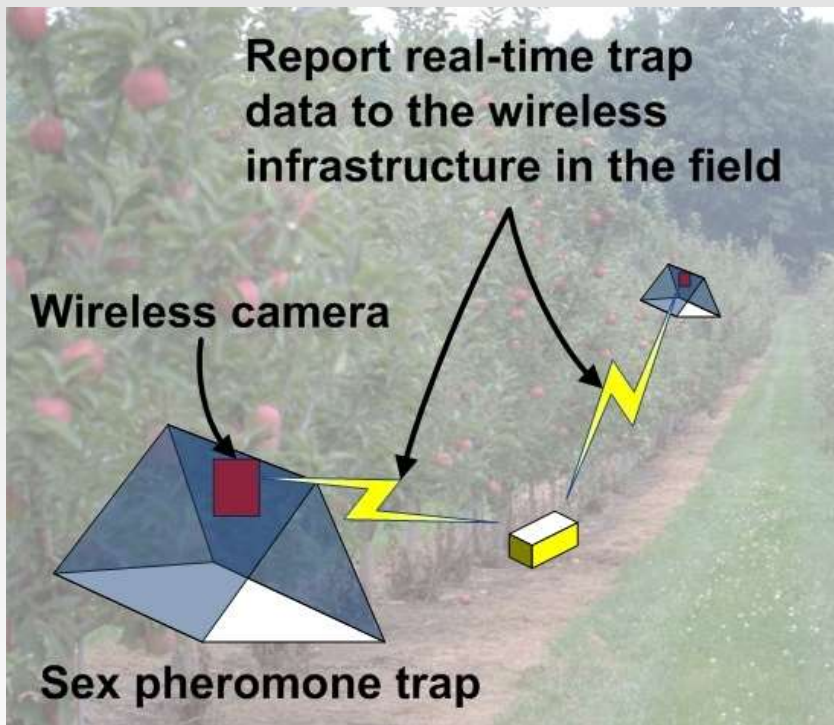 Report real-time trap
data to the wireless
infrastructure in the field
Wireless camera
Sex pheromone trap